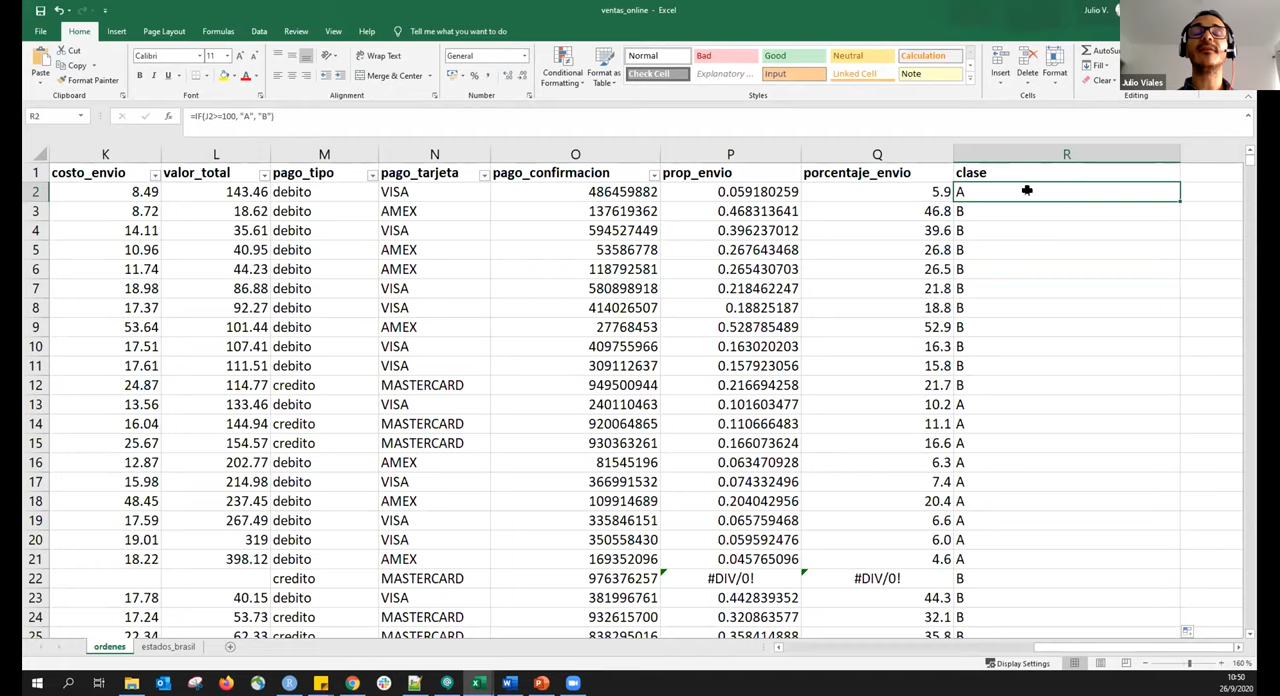 ventas_online - Excel
Julio V.
File Home Insert Page Layout Formulas Data Review View Help Tell me what you want to do
Cut
Copy
Paste
Format Painter
Calibri 11
B I U
Wrap Text
Merge & Center
General
Conditional Formatting
Format as Table
Normal Bad Good Neutral Calculation
Check Cell Explanatory ... Input Linked Cell Note
Insert Delete Format
AutoSu
Fill
Clear
Julio Viales
Clipboard Font Alignment Number Styles Cells Editing
R2 fx =IF(J2>=100, "A", "B")
K L M N O P Q R
1 costo_envio valor_total pago_tipo pago_tarjeta pago_confirmacion prop_envio porcentaje_envio clase
2 8.49 143.46 debito VISA 486459882 0.059180259 5.9 A
3 8.72 18.62 debito AMEX 137619362 0.468313641 46.8 B
4 14.11 35.61 debito VISA 594527449 0.396237012 39.6 B
5 10.96 40.95 debito AMEX 53586778 0.267643468 26.8 B
6 11.74 44.23 debito AMEX 118792581 0.265430703 26.5 B
7 18.98 86.88 debito VISA 580898918 0.218462247 21.8 B
8 17.37 92.27 debito VISA 414026507 0.18825187 18.8 B
9 53.64 101.44 debito AMEX 27768453 0.528785489 52.9 B
10 17.51 107.41 debito VISA 409755966 0.163020203 16.3 B
11 17.61 111.51 debito VISA 309112637 0.157923056 15.8 B
12 24.87 114.77 credito MASTERCARD 949500944 0.216694258 21.7 B
13 13.56 133.46 debito VISA 240110463 0.101603477 10.2 A
14 16.04 144.94 credito MASTERCARD 920064865 0.110666483 11.1 A
15 25.67 154.57 credito MASTERCARD 930363261 0.166073624 16.6 A
16 12.87 202.77 debito AMEX 81545196 0.063470928 6.3 A
17 15.98 214.98 debito VISA 366991532 0.074332496 7.4 A
18 48.45 237.45 debito AMEX 109914689 0.204042956 20.4 A
19 17.59 267.49 debito VISA 335846151 0.065759468 6.6 A
20 19.01 319 debito VISA 350558430 0.059592476 6.0 A
21 18.22 398.12 debito AMEX 169352096 0.045765096 4.6 A
22 credito MASTERCARD 976376257 #DIV/0! #DIV/0! B
23 17.78 40.15 debito VISA 381996761 0.442839352 44.3 B
24 17.24 53.73 credito MASTERCARD 932615700 0.320863577 32.1 B
25 22.34 62.33 credito MASTERCARD 838295016 0.358414888 35.8 B
ordenes estados_brasil
Display Settings 160 %
10:50
26/9/2020